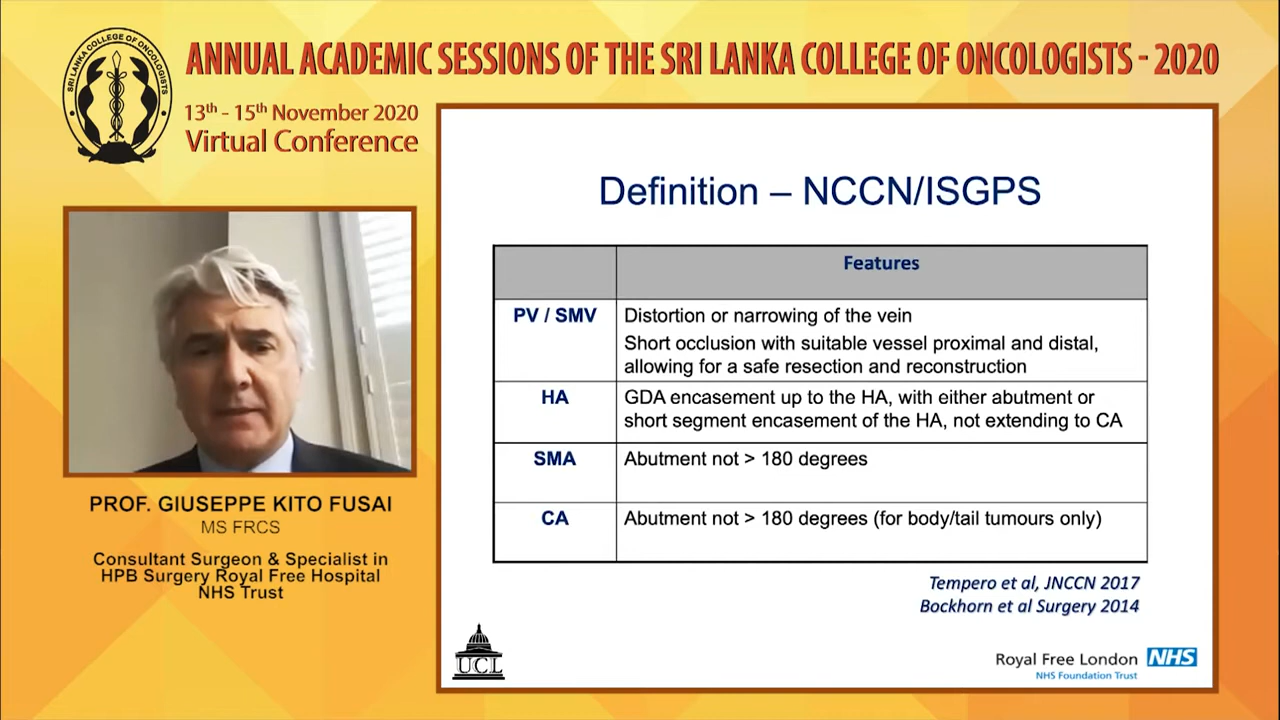 SRI LANKA COLLEGE OF ONCOLOGISTS
ANNUAL ACADEMIC SESSIONS OF THE SRI LANKA COLLEGE OF ONCOLOGISTS - 2020
13th - 15th November 2020
Virtual Conference
PROF. GIUSEPPE KITO FUSAI
MS FRCS
Consultant Surgeon & Specialist in
HPB Surgery Royal Free Hospital
NHS Trust
Definition – NCCN/ISGPS
Features
PV / SMV
Distortion or narrowing of the vein
Short occlusion with suitable vessel proximal and distal,
allowing for a safe resection and reconstruction
HA
GDA encasement up to the HA, with either abutment or
short segment encasement of the HA, not extending to CA
SMA
Abutment not > 180 degrees
CA
Abutment not > 180 degrees (for body/tail tumours only)
Tempero et al, JNCCN 2017
Bockhorn et al Surgery 2014
UCL
Royal Free London NHS
NHS Foundation Trust